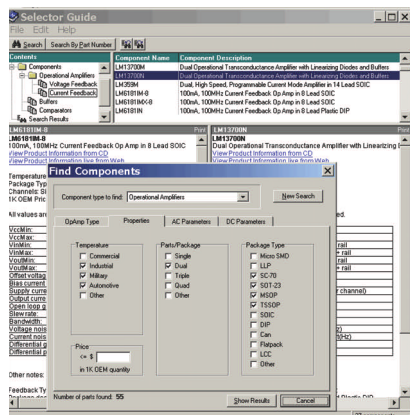 Selector Guide
File Edit Help
Search Search By Part Number
Contents
Components
Operational Amplifiers
Voltage Feedback
Current Feedback
Buffers
Comparators
Search Results
Component Name Component Description
LM13700M Dual Operational Transconductance Amplifier with Linearizing Diodes and Buffers
LM13700N Dual Operational Transconductance Amplifier with Linearizing Diodes and Buffers
LM359M Dual, High Speed, Programmable Current Mode Amplifier in 14 Lead SOIC
LM6181IM-8 100mA, 100MHz Current Feedback Op Amp in 8 Lead SOIC
LM6181IMX-8 100mA, 100MHz Current Feedback Op Amp in 8 Lead SOIC
LM6181IN 100mA, 100MHz Current Feedback Op Amp in 8 Lead Plastic DIP
LM6181IM-8 Print
LM6181IM-8
100mA, 100MHz Current Feedback Op Amp in 8 Lead SOIC
View Product Information from CD
View Product Information live from Web
LM13700N Print
LM13700N
Dual Operational Transconductance Amplifier with Linearizing
View Product Information from CD
View Product Information live from Web
Temperature
Package Typ
Channels: Si
1K OEM Pric
All values ar
ed.
VccMin:
VccMax:
VinMin: rail
VinMax: + rail
VoutMin: rail
VoutMax: + rail
Offset voltag
Bias current
Supply curre r channel)
Output curre
Open loop g
Slew rate:
Bandwidth:
Voltage nois z)
Current nois t(Hz)
Differential g
Differential p
Other notes:
Feedback Ty
Find Components
Component type to find: Operational Amplifiers New Search
OpAmp Type Properties AC Parameters DC Parameters
Temperature
Commercial
Industrial
Military
Automotive
Other
Price
<= $
in 1K OEM quantity
Parts/Package
Single
Dual
Triple
Quad
Other
Package Type
Micro SMD
LLP
SC-70
SOT-23
MSOP
TSSOP
SOIC
DIP
Can
Flatpack
LCC
Other
Number of parts found: 55
Show Results Cancel